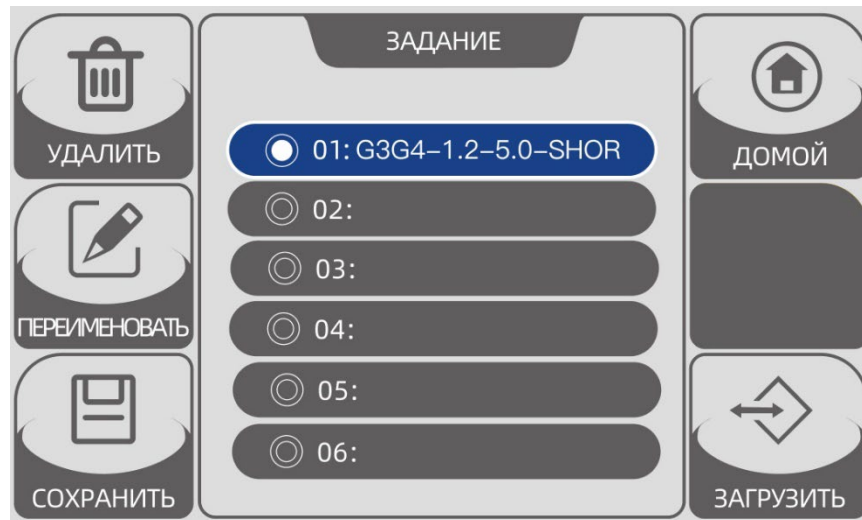 ЗАДАНИЕ
УДАЛИТЬ
ПЕРЕИМЕНОВАТЬ
СОХРАНИТЬ
01: G3G4–1.2–5.0–SHOR
02:
03:
04:
05:
06:
ДОМОЙ
ЗАГРУЗИТЬ